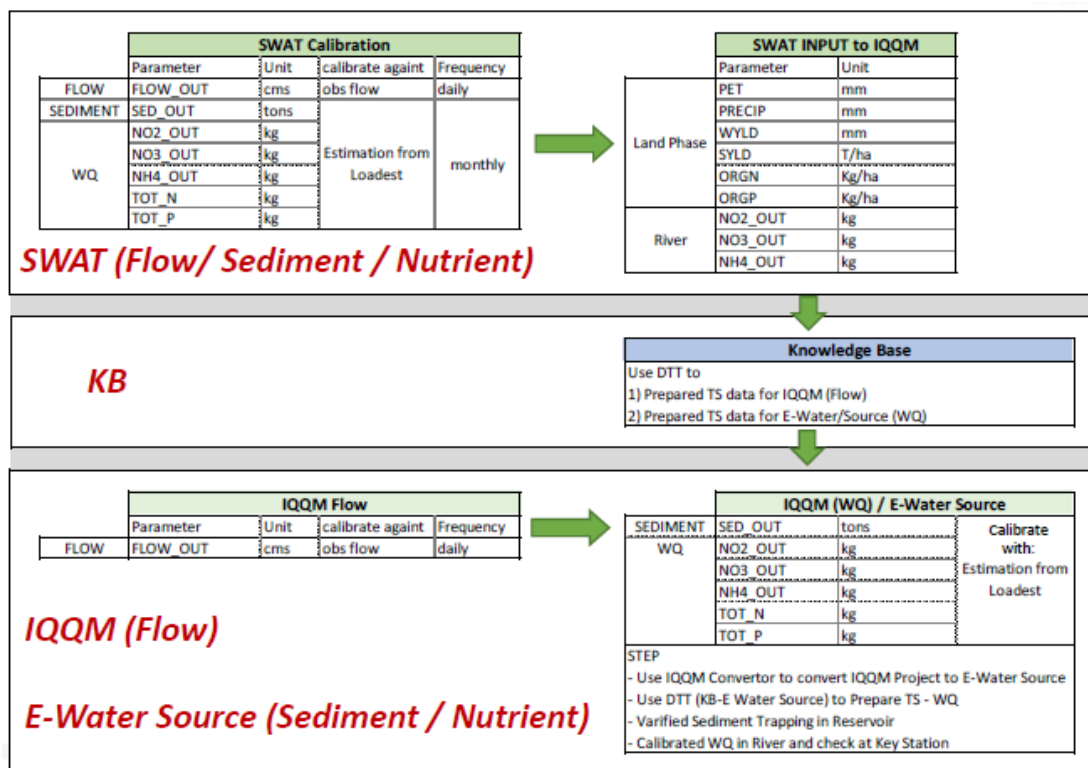 SWAT Calibration
Parameter Unit calibrate againt Frequency
FLOW FLOW_OUT cms obs flow daily
SEDIMENT SED_OUT tons
WQ
NO2_OUT kg
NO3_OUT kg
NH4_OUT kg
TOT_N kg
TOT_P kg
Estimation from
Loadest
monthly
SWAT (Flow/ Sediment / Nutrient)
SWAT INPUT to IQQM
Parameter Unit
Land Phase
PET mm
PRECIP mm
WYLD mm
SYLD T/ha
ORGN Kg/ha
ORGP Kg/ha
River
NO2_OUT kg
NO3_OUT kg
NH4_OUT kg
KB
Knowledge Base
Use DTT to
1) Prepared TS data for IQQM (Flow)
2) Prepared TS data for E-Water/Source (WQ)
IQQM Flow
Parameter Unit calibrate againt Frequency
FLOW FLOW_OUT cms obs flow daily
IQQM (Flow)
E-Water Source (Sediment / Nutrient)
IQQM (WQ) / E-Water Source
SEDIMENT SED_OUT tons
WQ NO2_OUT kg
NO3_OUT kg
NH4_OUT kg
TOT_N kg
TOT_P kg
Calibrate
with:
Estimation from
Loadest
STEP
- Use IQQM Convertor to convert IQQM Project to E-Water Source
- Use DTT (KB-E Water Source) to Prepare TS - WQ
- Varified Sediment Trapping in Reservoir
- Calibrated WQ in River and check at Key Station